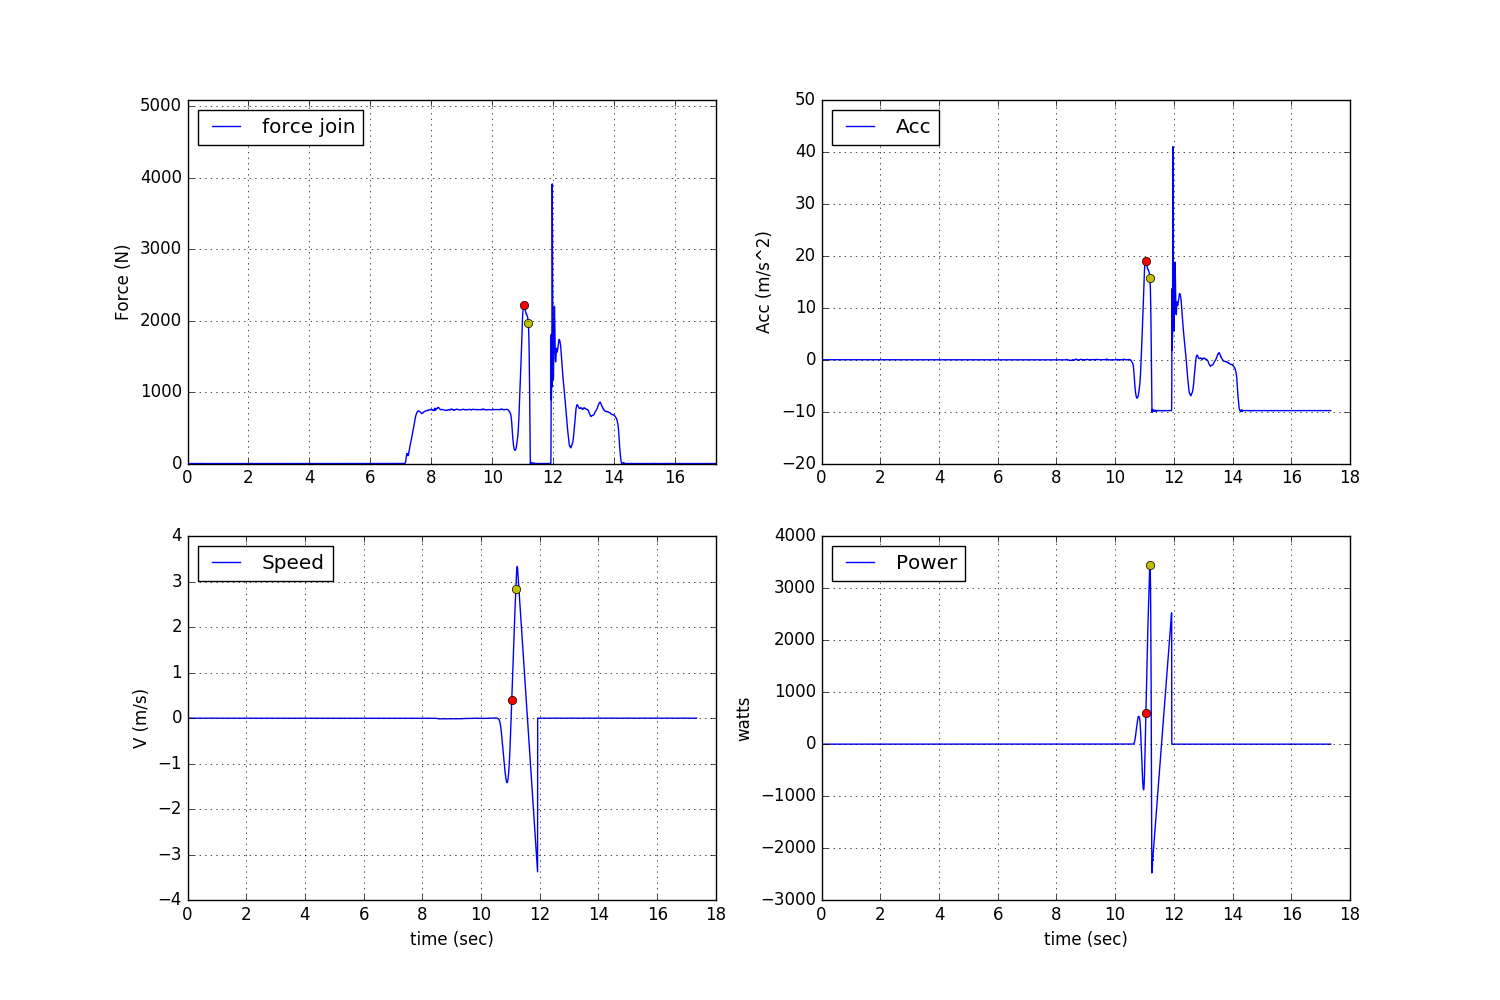 force join
Force (N)
5000
4000
3000
2000
1000
0
0 2 4 6 8 10 12 14 16
Acc
Acc (m/s^2)
50
40
30
20
10
0
−10
−20
0 2 4 6 8 10 12 14 16 18
Speed
V (m/s)
4
3
2
1
0
−1
−2
−3
−4
0 2 4 6 8 10 12 14 16 18
time (sec)
Power
watts
4000
3000
2000
1000
0
−1000
−2000
−3000
0 2 4 6 8 10 12 14 16 18
time (sec)